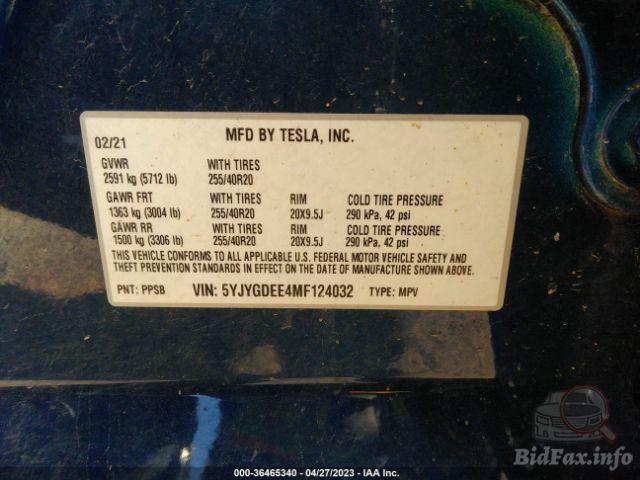 02/21 MFD BY TESLA, INC.
GVWR WITH TIRES
2591 kg (5712 lb) 255/40R20
GAWR FRT WITH TIRES RIM COLD TIRE PRESSURE
1363 kg (3004 lb) 255/40R20 20X9.5J 290 kPa, 42 psi
GAWR RR WITH TIRES RIM COLD TIRE PRESSURE
1500 kg (3306 lb) 255/40R20 20X9.5J 290 kPa, 42 psi
THIS VEHICLE CONFORMS TO ALL APPLICABLE U.S. FEDERAL MOTOR VEHICLE SAFETY AND
THEFT PREVENTION STANDARDS IN EFFECT ON THE DATE OF MANUFACTURE SHOWN ABOVE.
PNT: PPSB VIN: 5YJYGDEE4MF124032 TYPE: MPV
BidFax.info
000-36465340 - 04/27/2023 - IAA Inc.